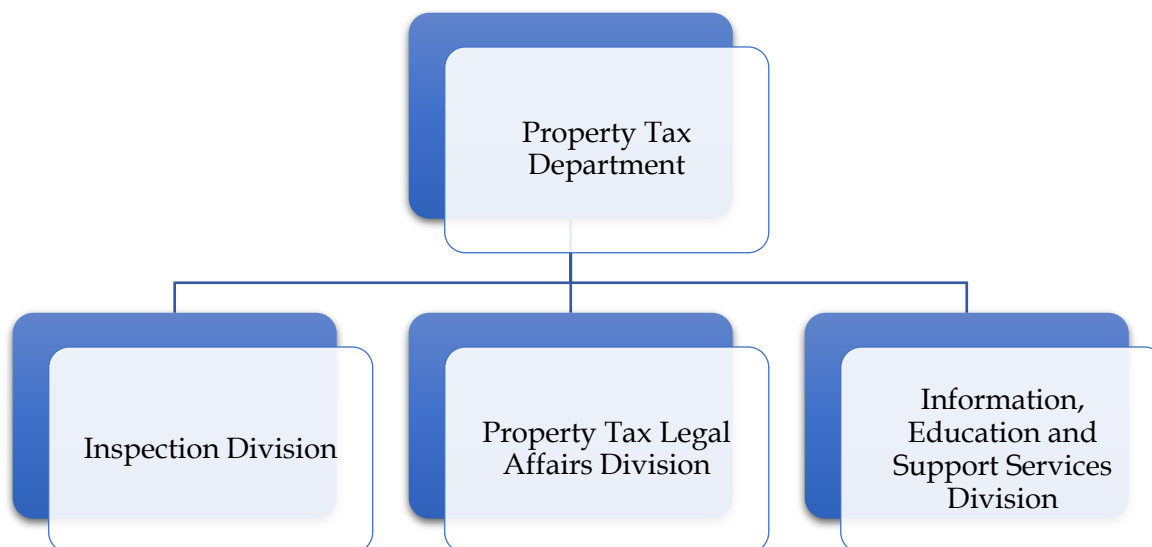 Property Tax
Department
Inspection Division
Property Tax Legal
Affairs Division
Information,
Education and
Support Services
Division